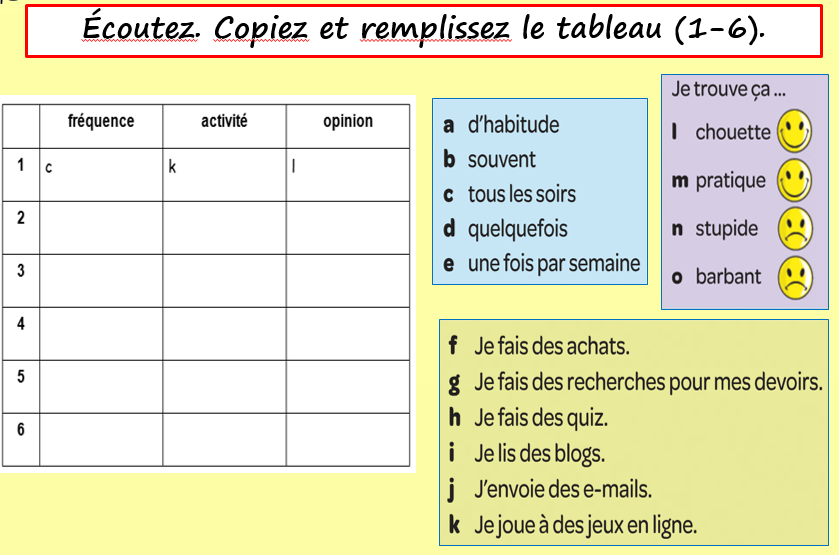 Écoutez. Copiez et remplissez le tableau (1-6).
fréquence activité opinion
1 c k l
2
3
4
5
6
a d'habitude
b souvent
c tous les soirs
d quelquefois
e une fois par semaine
Je trouve ça ...
l chouette
m pratique
n stupide
o barbant
f Je fais des achats.
g Je fais des recherches pour mes devoirs.
h Je fais des quiz.
i Je lis des blogs.
j J'envoie des e-mails.
k Je joue à des jeux en ligne.